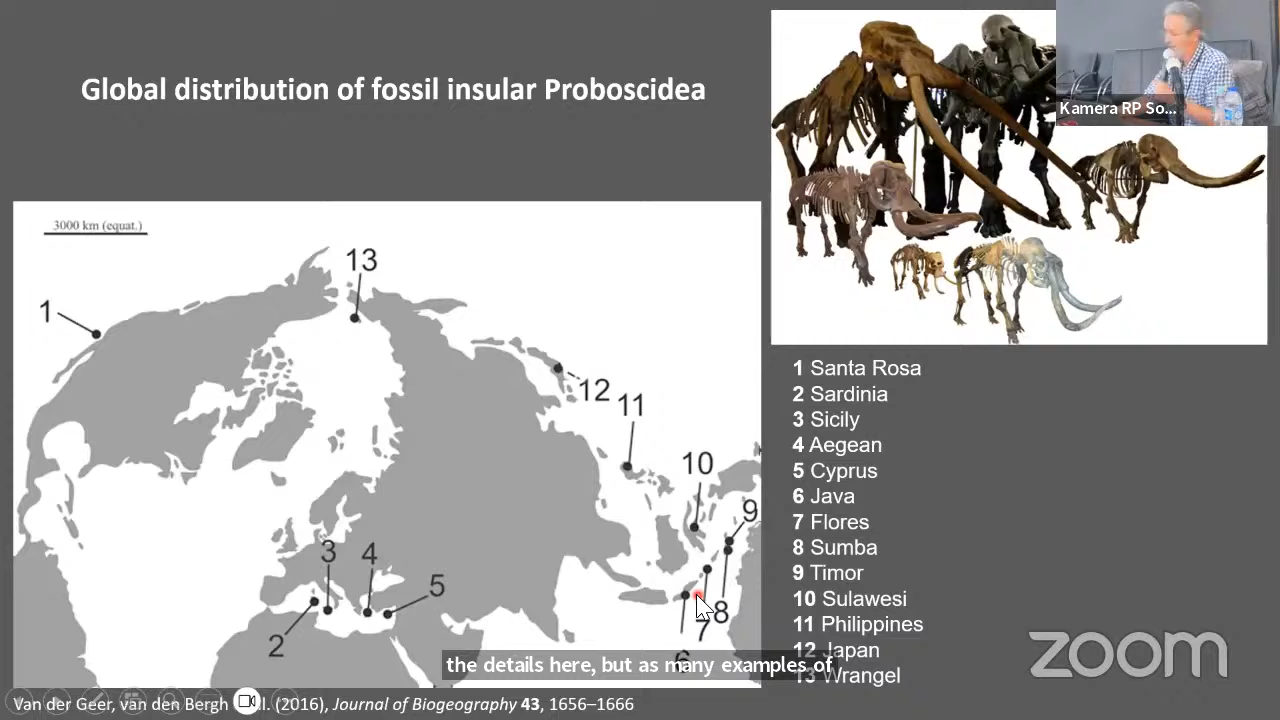 Global distribution of fossil insular Proboscidea
Kamera RP So...
3000 km (equat.)
13
1
12
11
10
9
3
4
5
8
7
2
6
1 Santa Rosa
2 Sardinia
3 Sicily
4 Aegean
5 Cyprus
6 Java
7 Flores
8 Sumba
9 Timor
10 Sulawesi
11 Philippines
12 Japan
13 Wrangel
zoom
the details here, but as many examples of
Van der Geer, van den Bergh (2016), Journal of Biogeography 43, 1656–1666